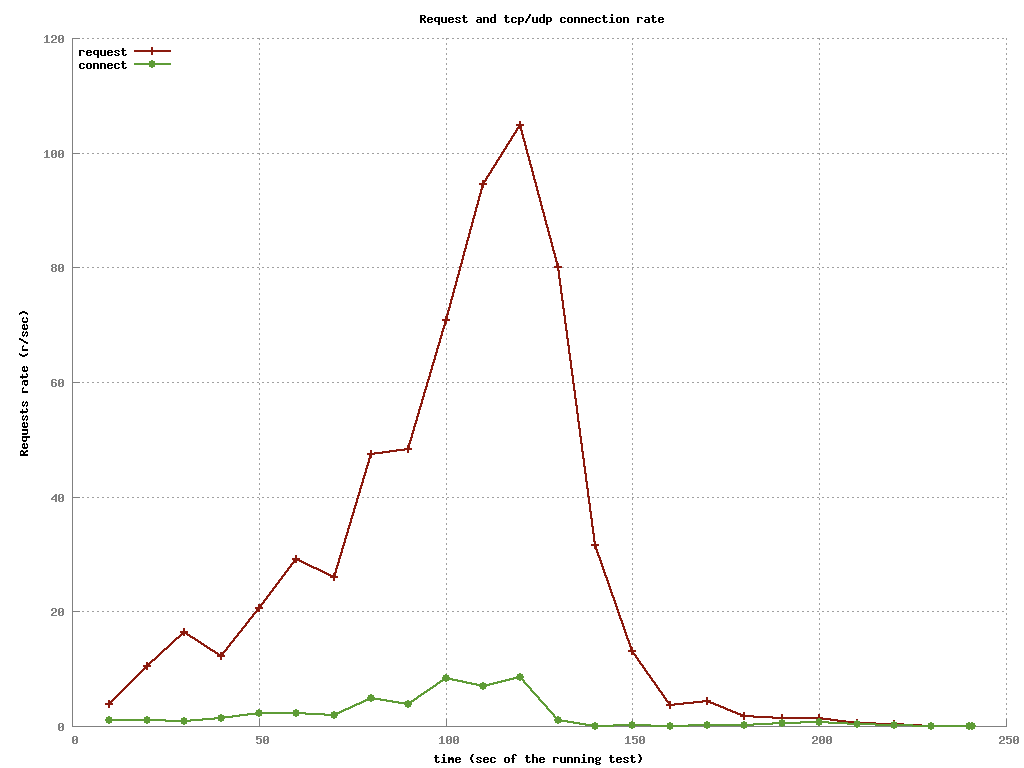 Request and tcp/udp connection rate
request
connect
120
100
80
60
40
20
0
Requests rate (r/sec)
0 50 100 150 200 250
time (sec of the running test)